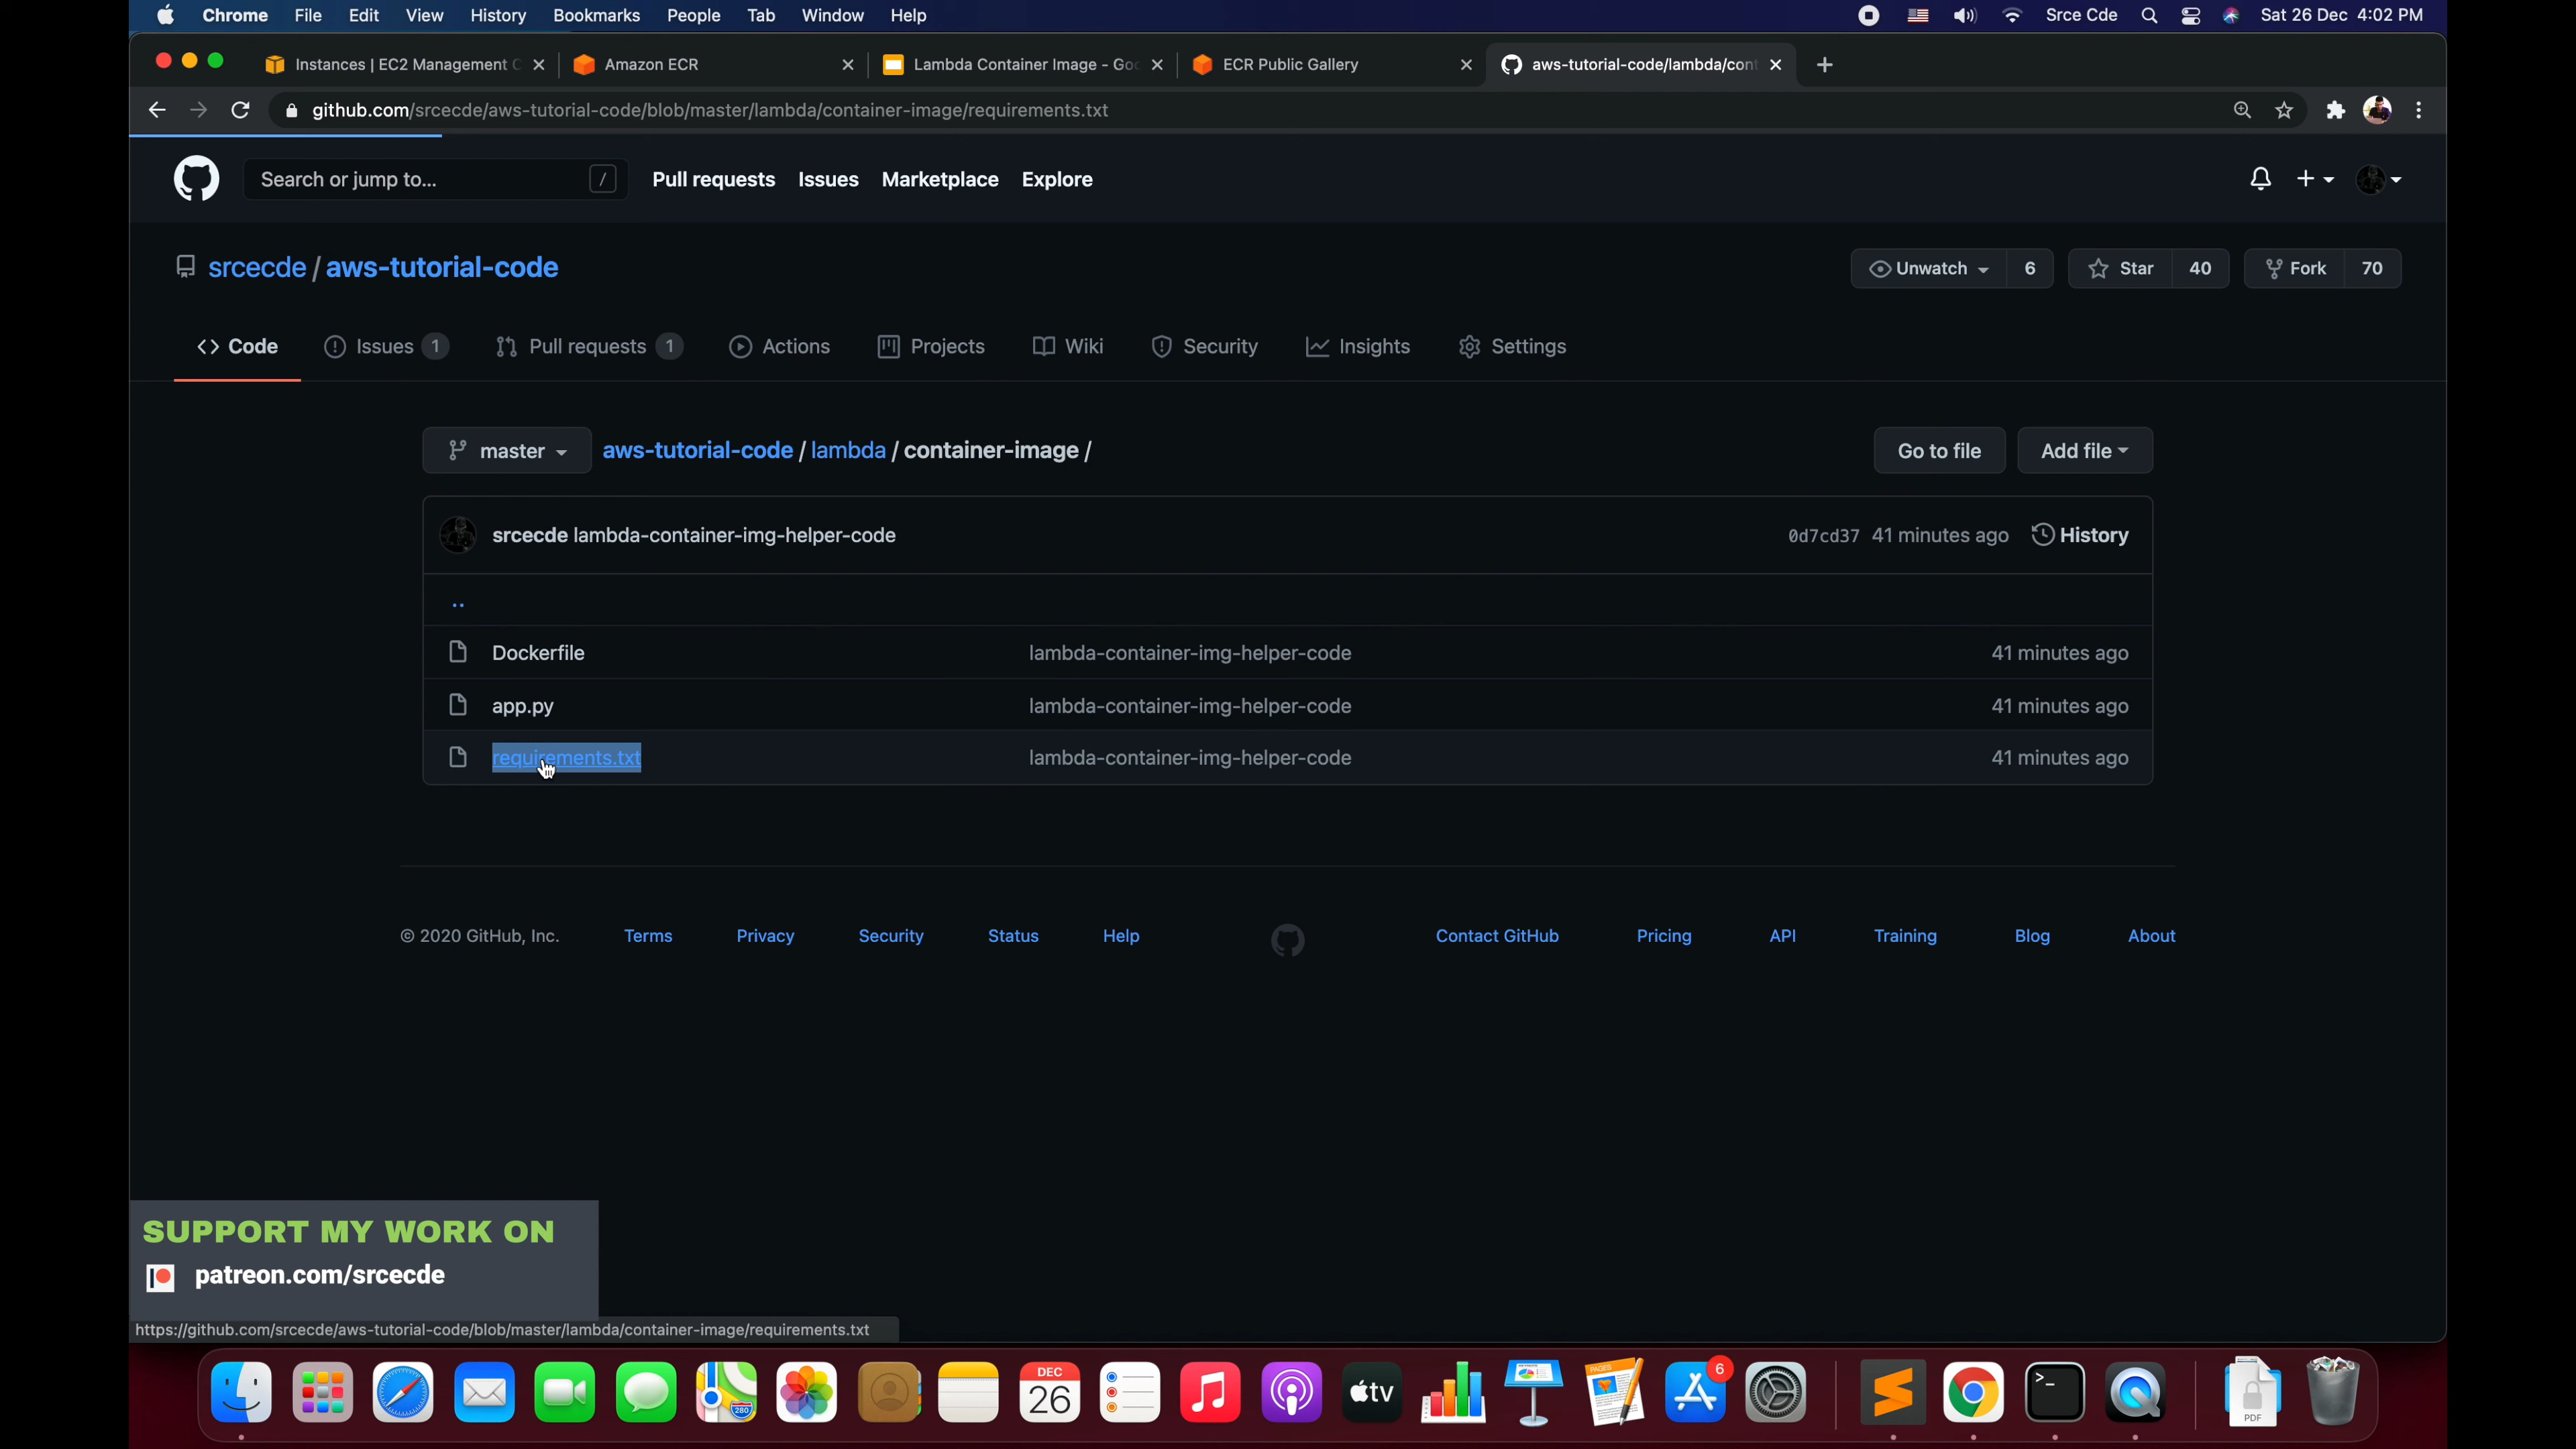 Chrome File Edit View History Bookmarks People Tab Window Help Srce Cde Sat 26 Dec 4:02 PM
Instances | EC2 Management C Amazon ECR Lambda Container Image - Goo ECR Public Gallery aws-tutorial-code/lambda/cont
github.com/srcecde/aws-tutorial-code/blob/master/lambda/container-image/requirements.txt
Search or jump to... / Pull requests Issues Marketplace Explore
srcecde / aws-tutorial-code Unwatch 6 Star 40 Fork 70
Code Issues 1 Pull requests 1 Actions Projects Wiki Security Insights Settings
master aws-tutorial-code / lambda / container-image / Go to file Add file
srcecde lambda-container-img-helper-code 0d7cd37 41 minutes ago History
..
Dockerfile lambda-container-img-helper-code 41 minutes ago
app.py lambda-container-img-helper-code 41 minutes ago
requirements.txt lambda-container-img-helper-code 41 minutes ago
© 2020 GitHub, Inc. Terms Privacy Security Status Help Contact GitHub Pricing API Training Blog About
SUPPORT MY WORK ON
patreon.com/srcecde
https://github.com/srcecde/aws-tutorial-code/blob/master/lambda/container-image/requirements.txt
280 DEC 26 tv PAGES 6 >_ PDF